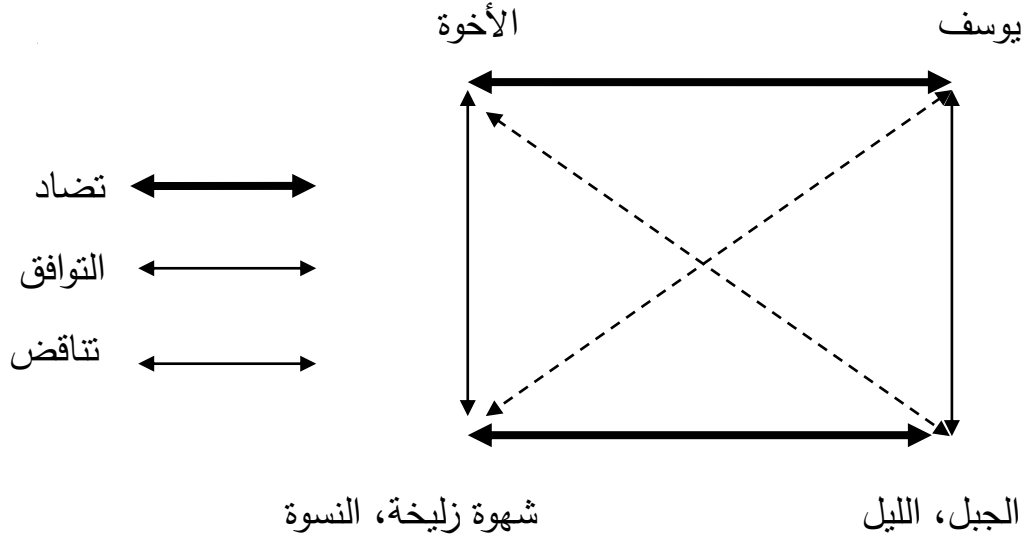 يوسف
الأخوة
تضاد
التوافق
تناقض
الجبل، الليل
شهوة زليخة، النسوة